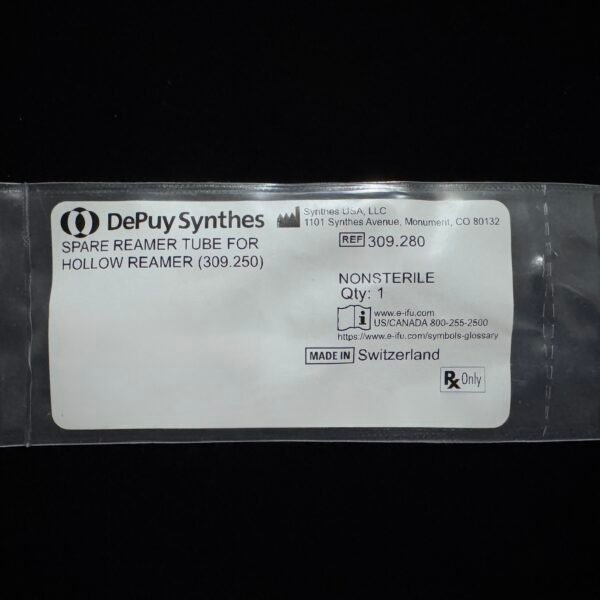 DePuy Synthes
SPARE REAMER TUBE FOR
HOLLOW REAMER (309.250)
Synthes USA, LLC
1101 Synthes Avenue, Monument, CO 80132
REF 309.280
NONSTERILE
Qty: 1
i www.e-ifu.com
US/CANADA 800-255-2500
https://www.e-ifu.com/symbols-glossary
MADE IN Switzerland
Rx Only